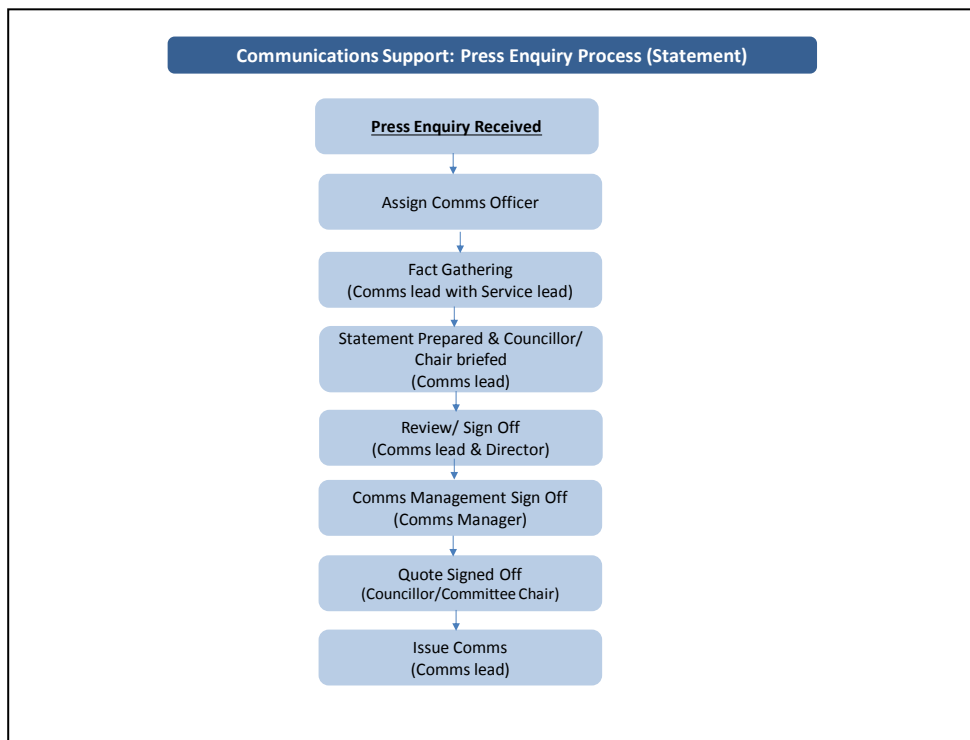 Communications Support: Press Enquiry Process (Statement)
Press Enquiry Received
Assign Comms Officer
Fact Gathering
(Comms lead with Service lead)
Statement Prepared & Councillor/
Chair briefed
(Comms lead)
Review/ Sign Off
(Comms lead & Director)
Comms Management Sign Off
(Comms Manager)
Quote Signed Off
(Councillor/Committee Chair)
Issue Comms
(Comms lead)